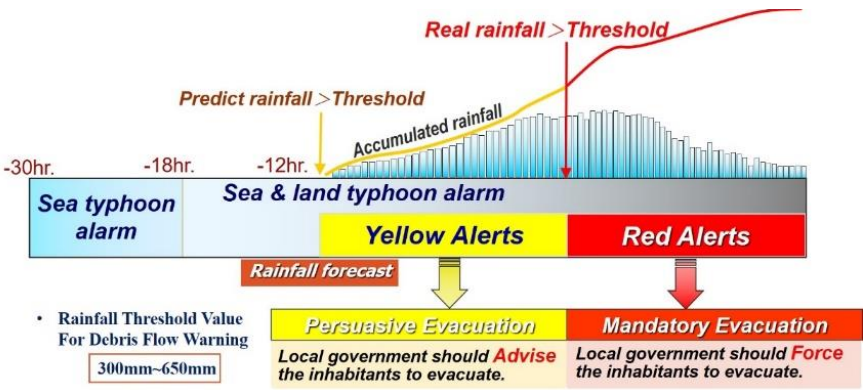 Real rainfall＞Threshold
Predict rainfall＞Threshold
Accumulated rainfall
-30hr.
-18hr.
-12hr.
Sea typhoon
alarm
Sea & land typhoon alarm
Yellow Alerts
Red Alerts
Rainfall forecast
• Rainfall Threshold Value
For Debris Flow Warning
300mm~650mm
Persuasive Evacuation
Local government should Advise
the inhabitants to evacuate.
Mandatory Evacuation
Local government should Force
the inhabitants to evacuate.